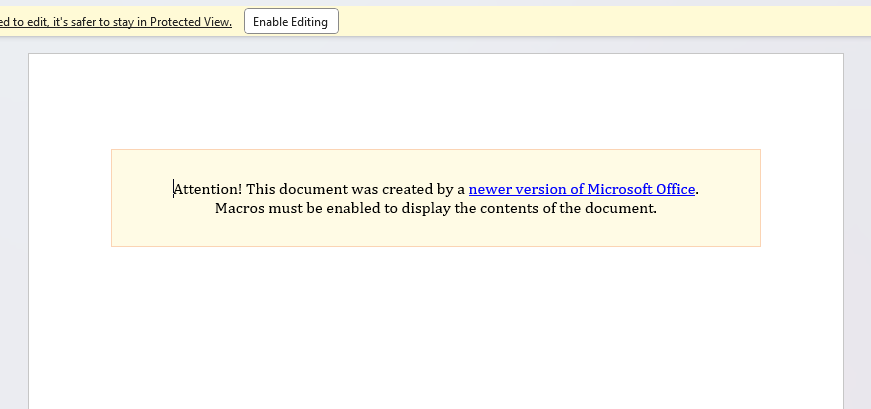 ed to edit, it's safer to stay in Protected View. Enable Editing
Attention! This document was created by a newer version of Microsoft Office.
Macros must be enabled to display the contents of the document.